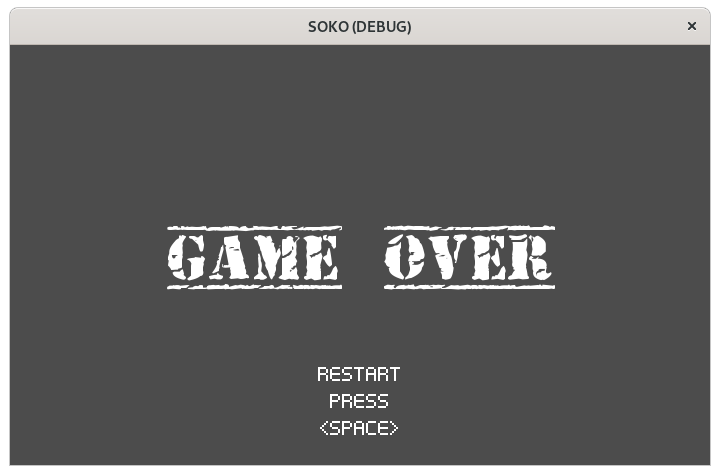 SOKO (DEBUG)
GAME OVER
RESTART
PRESS
<SPACE>